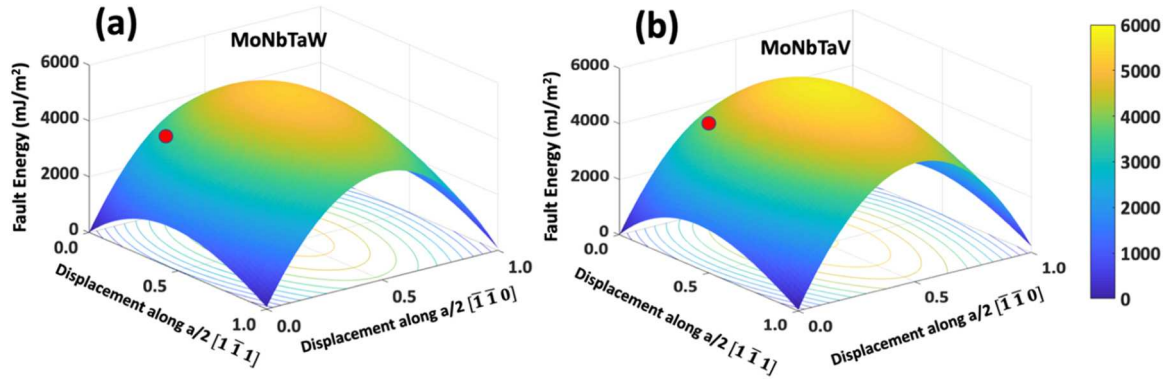 (a)
MoNbTaW
Fault Energy (mJ/m²)
6000
4000
2000
0
0.0
0.5
1.0
Displacement along a/2 [1 1̅ 1]
0.0
0.5
1.0
Displacement along a/2 [1̅ 1̅ 0]
(b)
MoNbTaV
Fault Energy (mJ/m²)
6000
4000
2000
0
0.0
0.5
1.0
Displacement along a/2 [1 1̅ 1]
0.0
0.5
1.0
Displacement along a/2 [1̅ 1̅ 0]
6000
5000
4000
3000
2000
1000
0